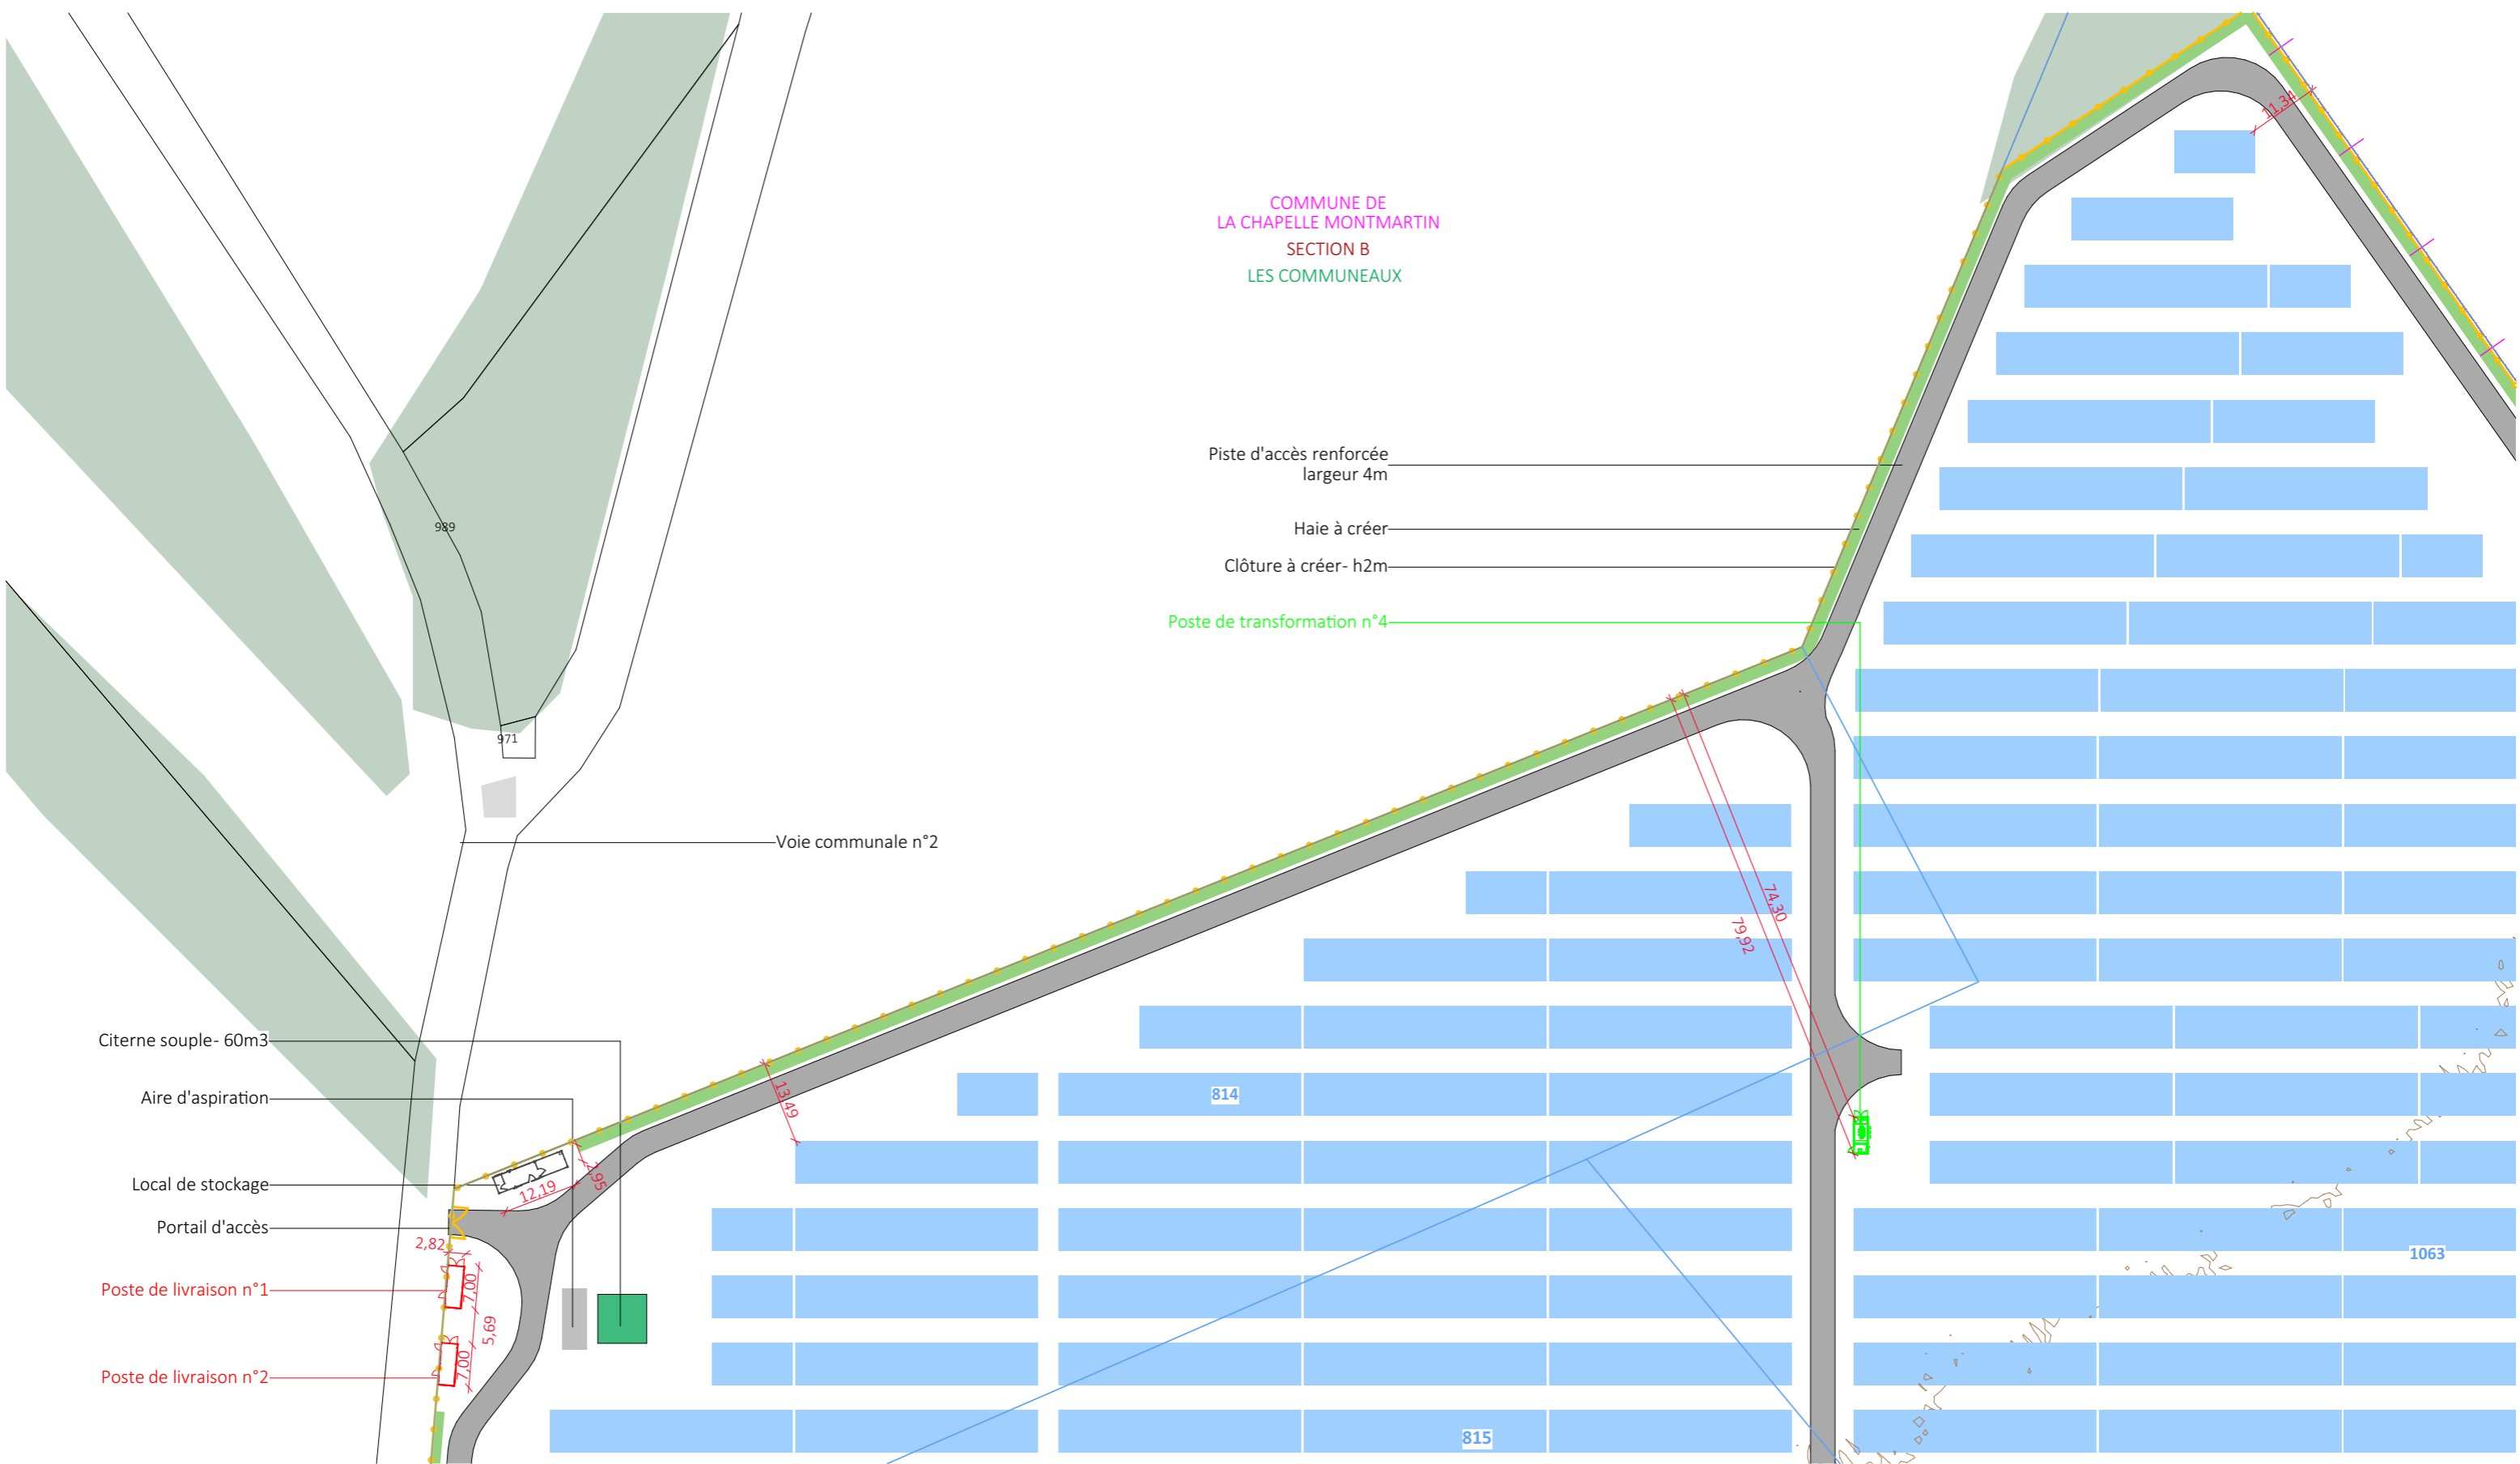 11,34
COMMUNE DE
LA CHAPELLE MONTMARTIN
SECTION B
LES COMMUNEAUX
Piste d'accès renforcée
largeur 4m
989
Haie à créer
Clôture à créer- h2m
Poste de transformation n°4
971
Voie communale n°2
74,30
79,92
Citerne souple- 60m3
Aire d'aspiration
13,49
814
Local de stockage
12,19
2,95
Portail d'accès
2,82
1063
Poste de livraison n°1
7,00
5,69
Poste de livraison n°2
7,00
815